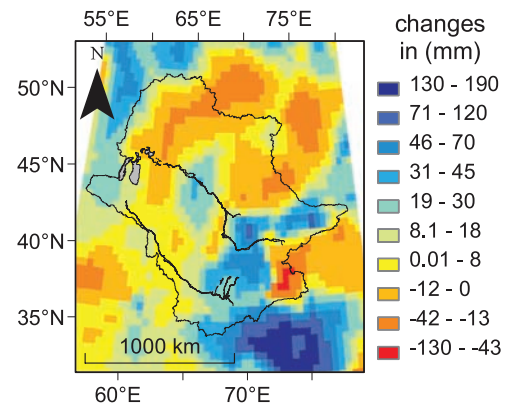 55°E 65°E 75°E
changes
in (mm)
N
50°N
45°N
40°N
35°N
130 - 190
71 - 120
46 - 70
31 - 45
19 - 30
8.1 - 18
0.01 - 8
-12 - 0
-42 - -13
-130 - -43
1000 km
60°E 70°E